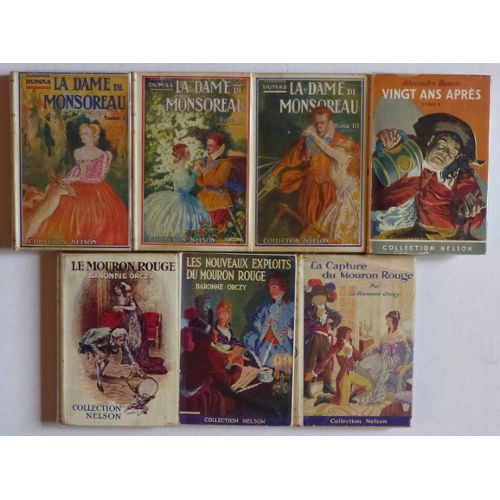 ALEXANDRE
DUMAS
LA DAME DE
MONSOREAU
Tome I
COLLECTION NELSON
DUMAS
LA DAME DE
MONSOREAU
COLLECTION NELSON
DUMAS
LA DAME DE
MONSOREAU
Tome III
COLLECTION NELSON
Alexandre Dumas
VINGT ANS APRÈS
TOME I
COLLECTION NELSON
LE MOURON ROUGE
BARONNE ORCZY
COLLECTION
NELSON
LES NOUVEAUX EXPLOITS
DU MOURON ROUGE
BARONNE ORCZY
COLLECTION NELSON
La Capture
du Mouron Rouge
Par
la Baronne Orczy
Collection Nelson